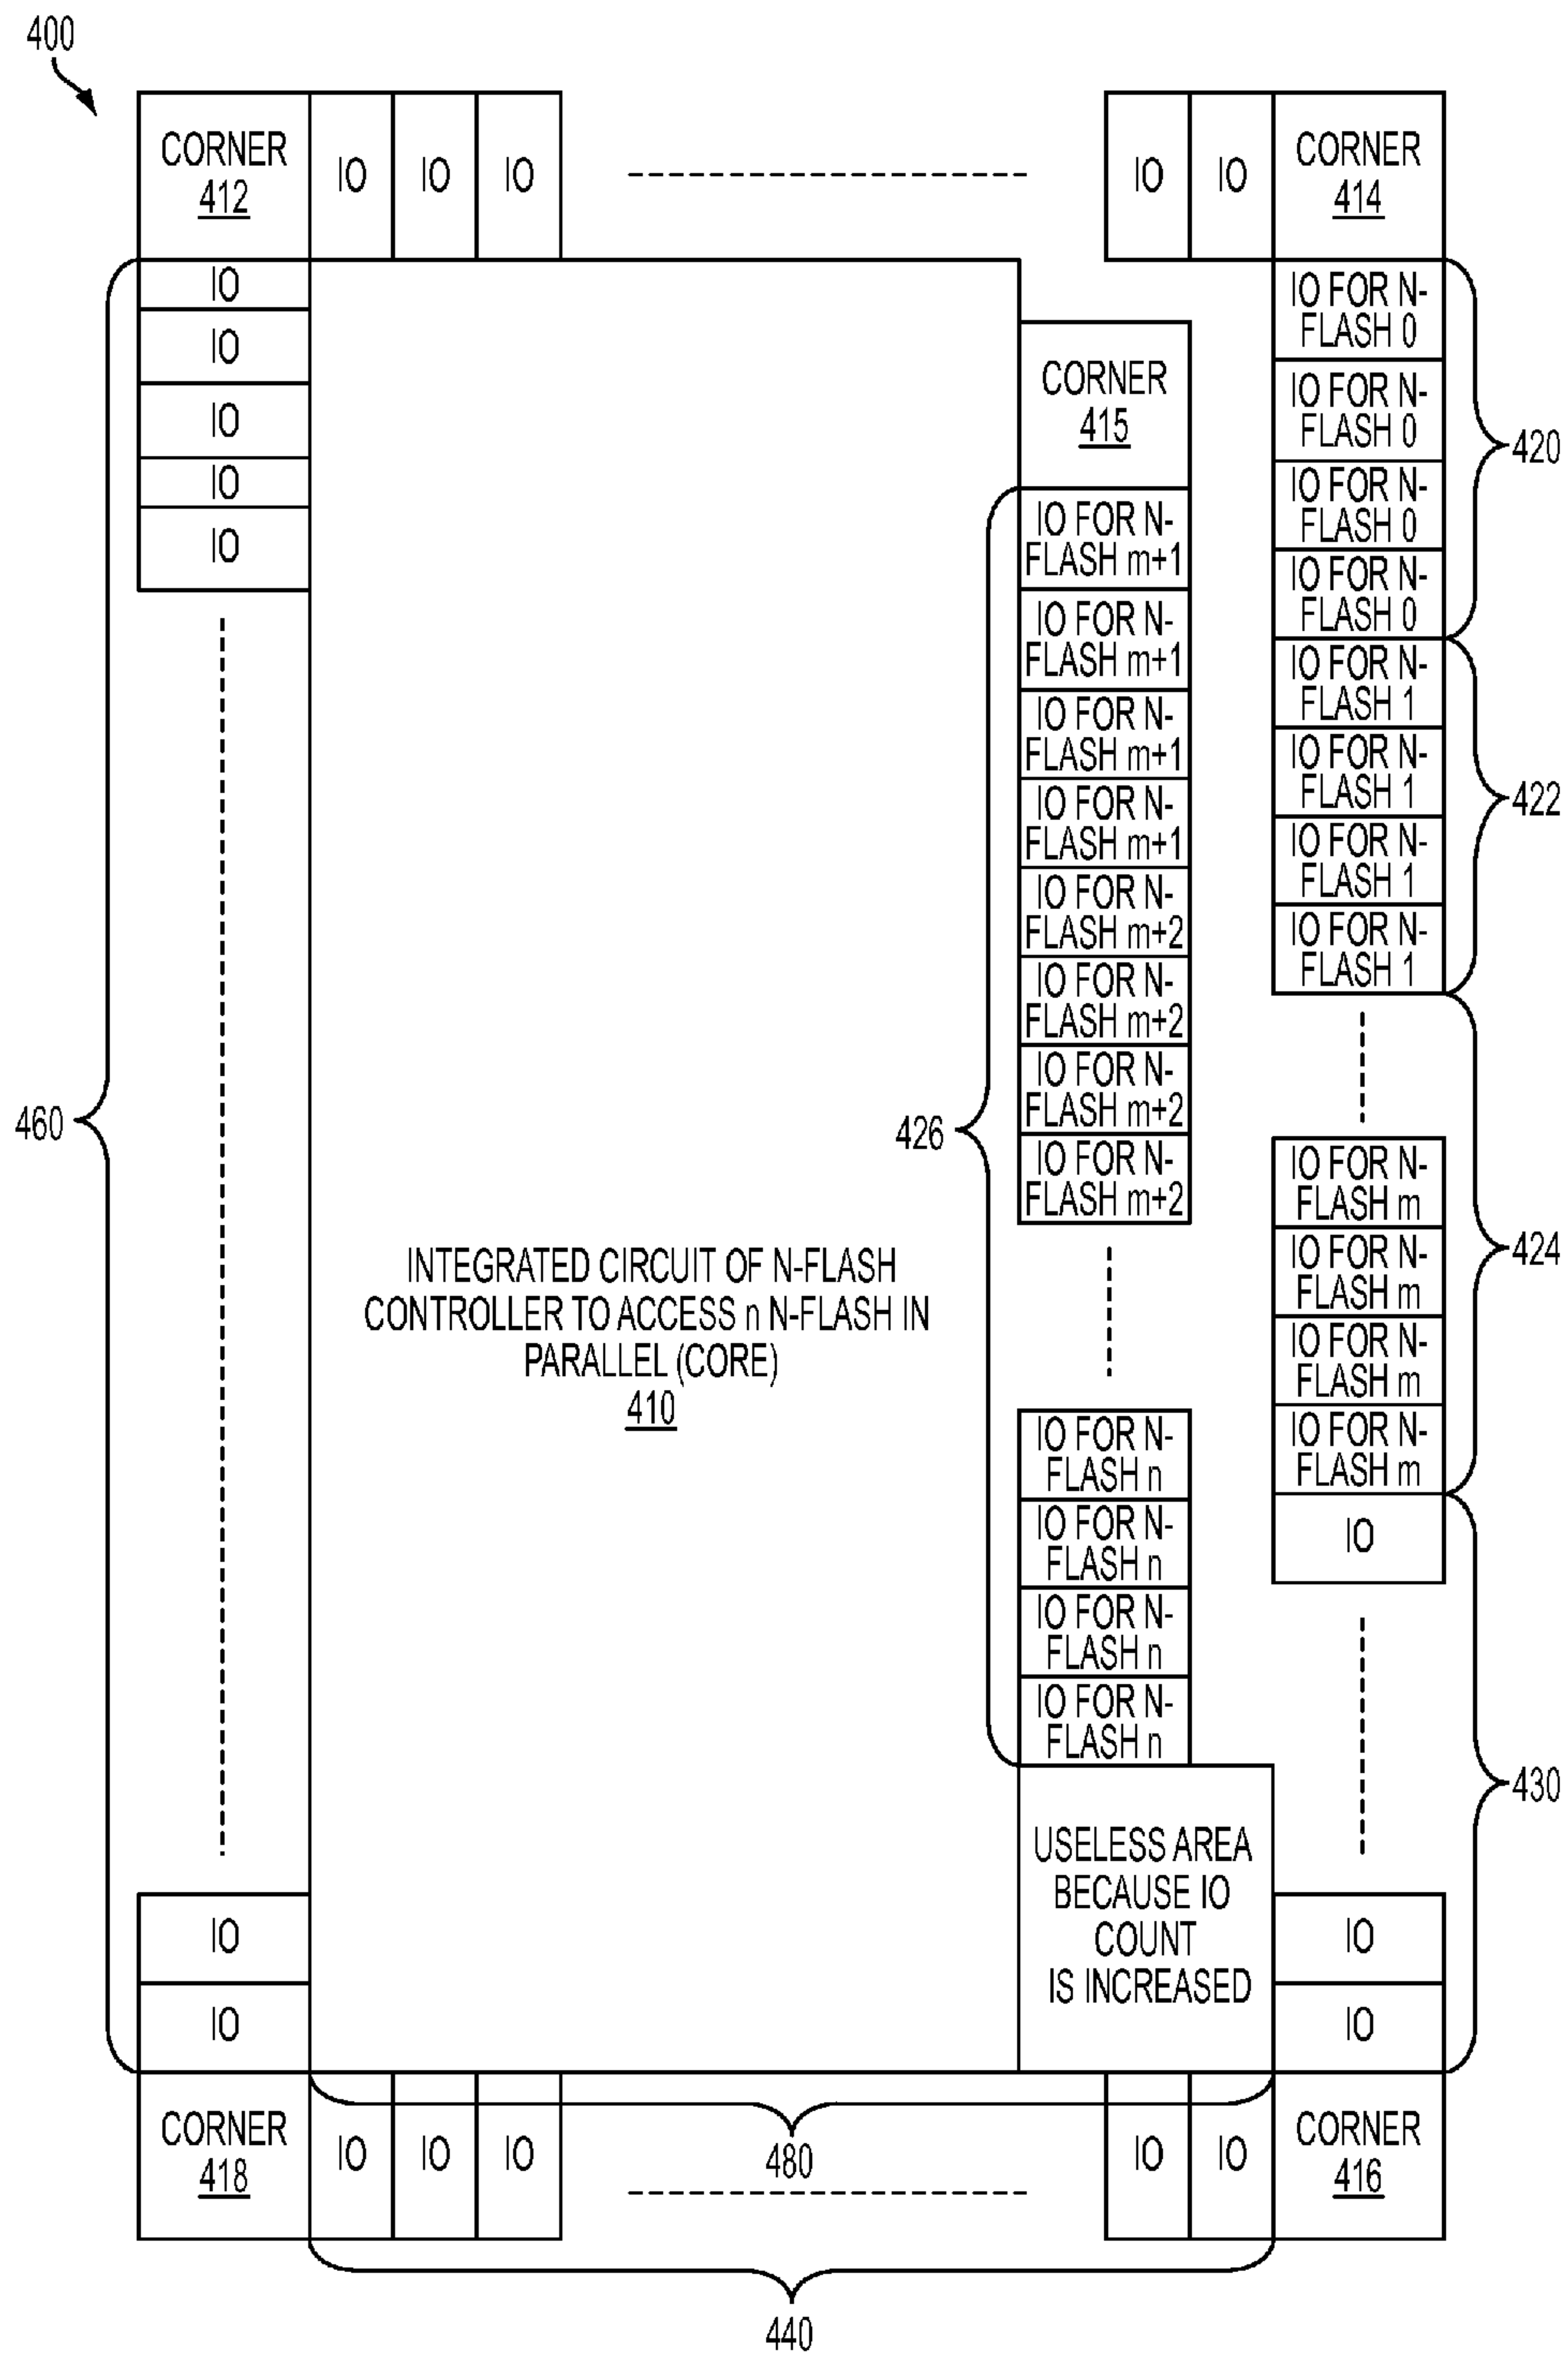 400
CORNER
412
IO
IO
IO
IO
IO
CORNER
414
IO
IO
IO
IO
IO
460
IO
IO
CORNER
418
INTEGRATED CIRCUIT OF N-FLASH
CONTROLLER TO ACCESS n N-FLASH IN
PARALLEL (CORE)
410
CORNER
415
426
IO FOR N-
FLASH m+1
IO FOR N-
FLASH m+1
IO FOR N-
FLASH m+1
IO FOR N-
FLASH m+1
IO FOR N-
FLASH m+2
IO FOR N-
FLASH m+2
IO FOR N-
FLASH m+2
IO FOR N-
FLASH m+2
IO FOR N-
FLASH n
IO FOR N-
FLASH n
IO FOR N-
FLASH n
IO FOR N-
FLASH n
USELESS AREA
BECAUSE IO
COUNT
IS INCREASED
IO FOR N-
FLASH 0
IO FOR N-
FLASH 0
IO FOR N-
FLASH 0
IO FOR N-
FLASH 0
420
IO FOR N-
FLASH 1
IO FOR N-
FLASH 1
IO FOR N-
FLASH 1
IO FOR N-
FLASH 1
422
IO FOR N-
FLASH m
IO FOR N-
FLASH m
IO FOR N-
FLASH m
IO FOR N-
FLASH m
424
IO
430
IO
IO
IO
IO
IO
480
IO
IO
CORNER
416
440